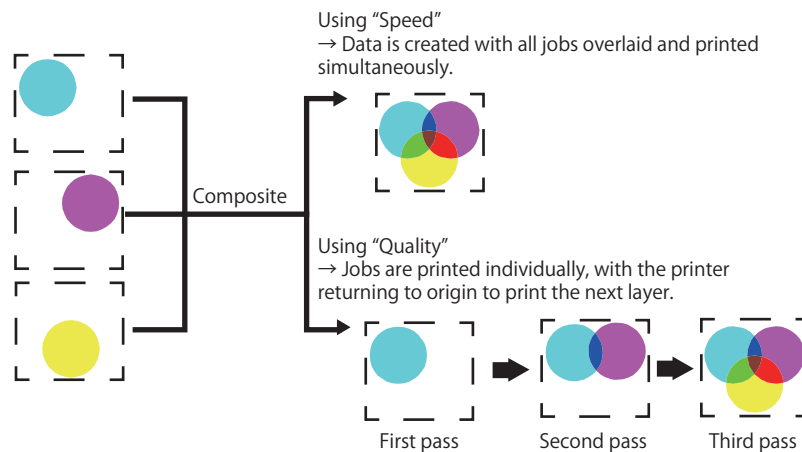 Using “Speed”
→ Data is created with all jobs overlaid and printed
simultaneously.
Composite
Using “Quality”
→ Jobs are printed individually, with the printer
returning to origin to print the next layer.
First pass
Second pass
Third pass